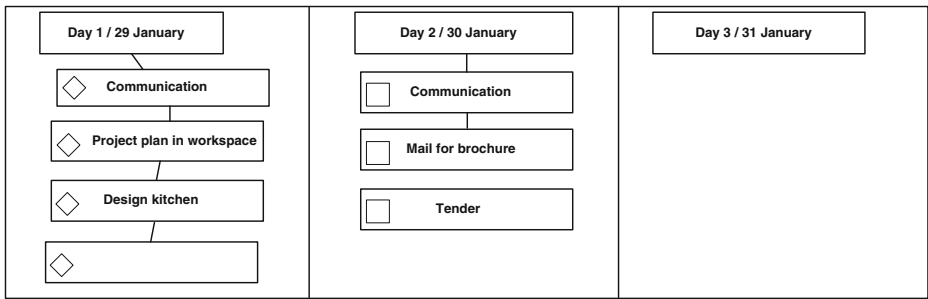 Day 1 / 29 January
Communication
Project plan in workspace
Design kitchen
Day 2 / 30 January
Communication
Mail for brochure
Tender
Day 3 / 31 January